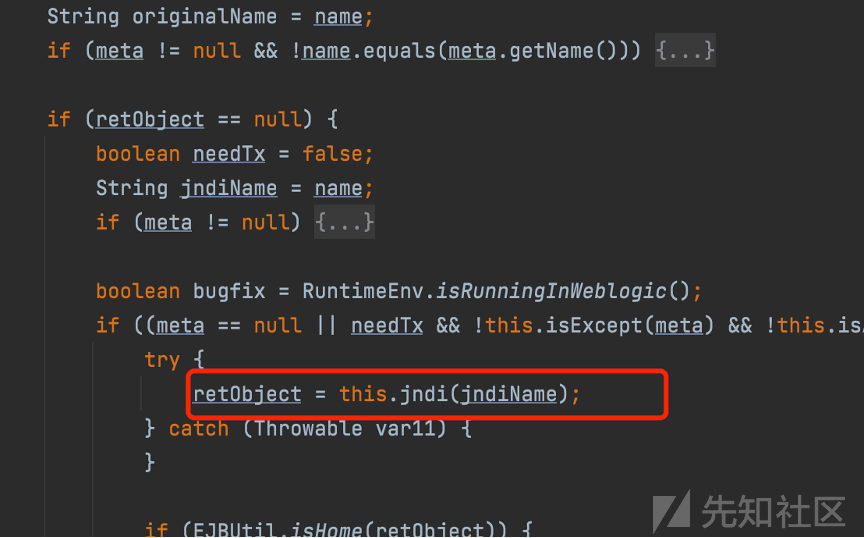 String originalName = name;
if (meta != null && !name.equals(meta.getName())) {...}
if (retObject == null) {
boolean needTx = false;
String jndiName = name;
if (meta != null) {...}
boolean bugfix = RuntimeEnv.isRunningInWeblogic();
if ((meta == null || needTx && !this.isExcept(meta) && !this.is
try {
retObject = this.jndi(jndiName);
} catch (Throwable var11) {
}
if (EJBUtil.isHome(retObject)) {
先知社区